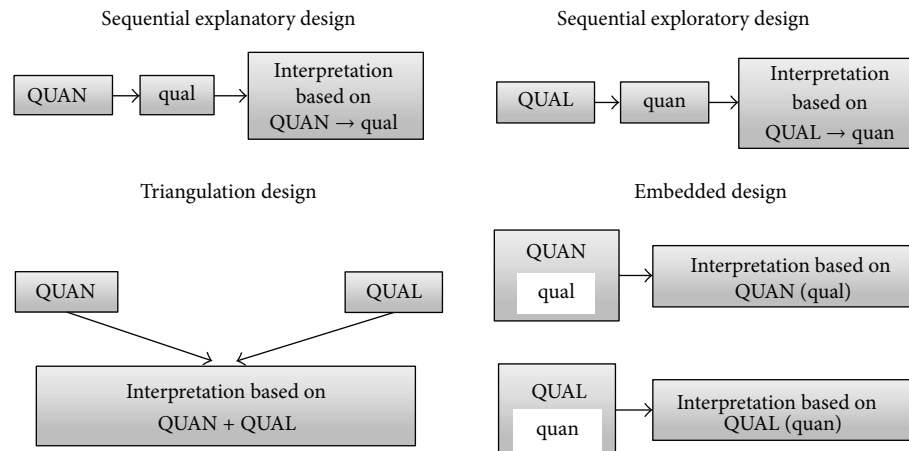 Sequential explanatory design
QUAN
qual
Interpretation
based on
QUAN → qual
Sequential exploratory design
QUAL
quan
Interpretation
based on
QUAL → quan
Triangulation design
QUAN
QUAL
Interpretation based on
QUAN + QUAL
Embedded design
QUAN
qual
Interpretation based on
QUAN (qual)
QUAL
quan
Interpretation based on
QUAL (quan)